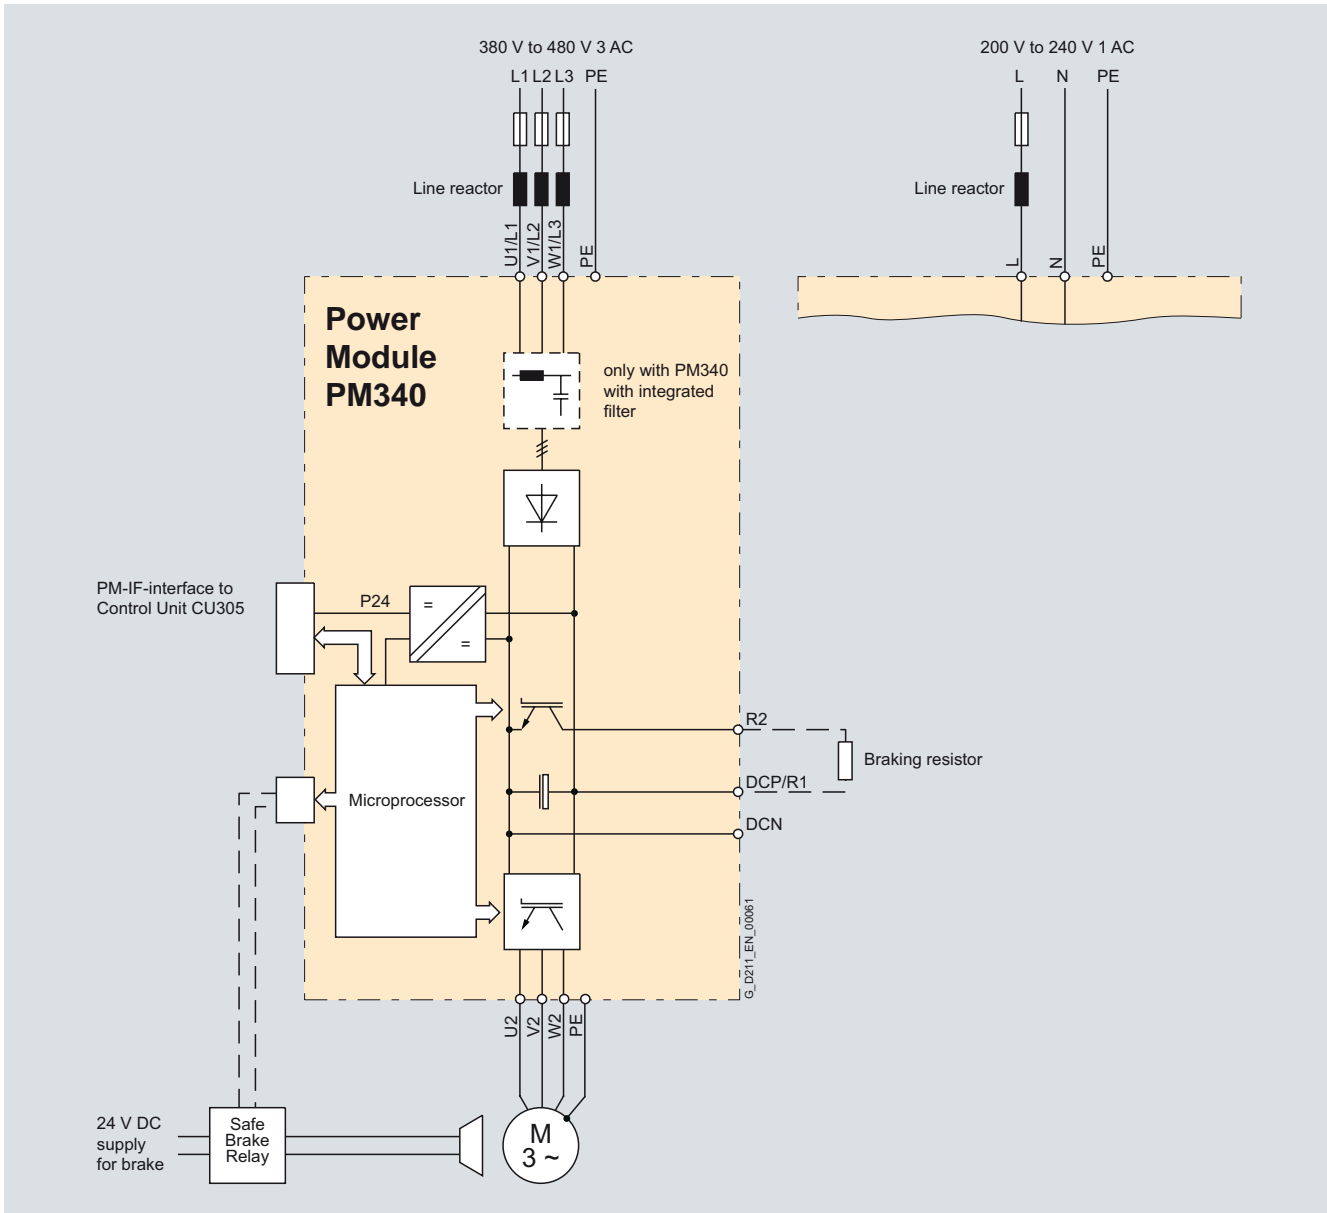 380 V to 480 V 3 AC
L1 L2 L3 PE
Line reactor
U1/L1
V1/L2
W1/L3
PE
200 V to 240 V 1 AC
L N PE
Line reactor
L
N
PE
Power
Module
PM340
only with PM340
with integrated
filter
PM-IF-interface to
Control Unit CU305
P24
=
=
R2
Braking resistor
DCP/R1
Microprocessor
DCN
G_D211_EN_00061
U2
V2
W2
PE
24 V DC
supply
for brake
Safe
Brake
Relay
M
3 ~